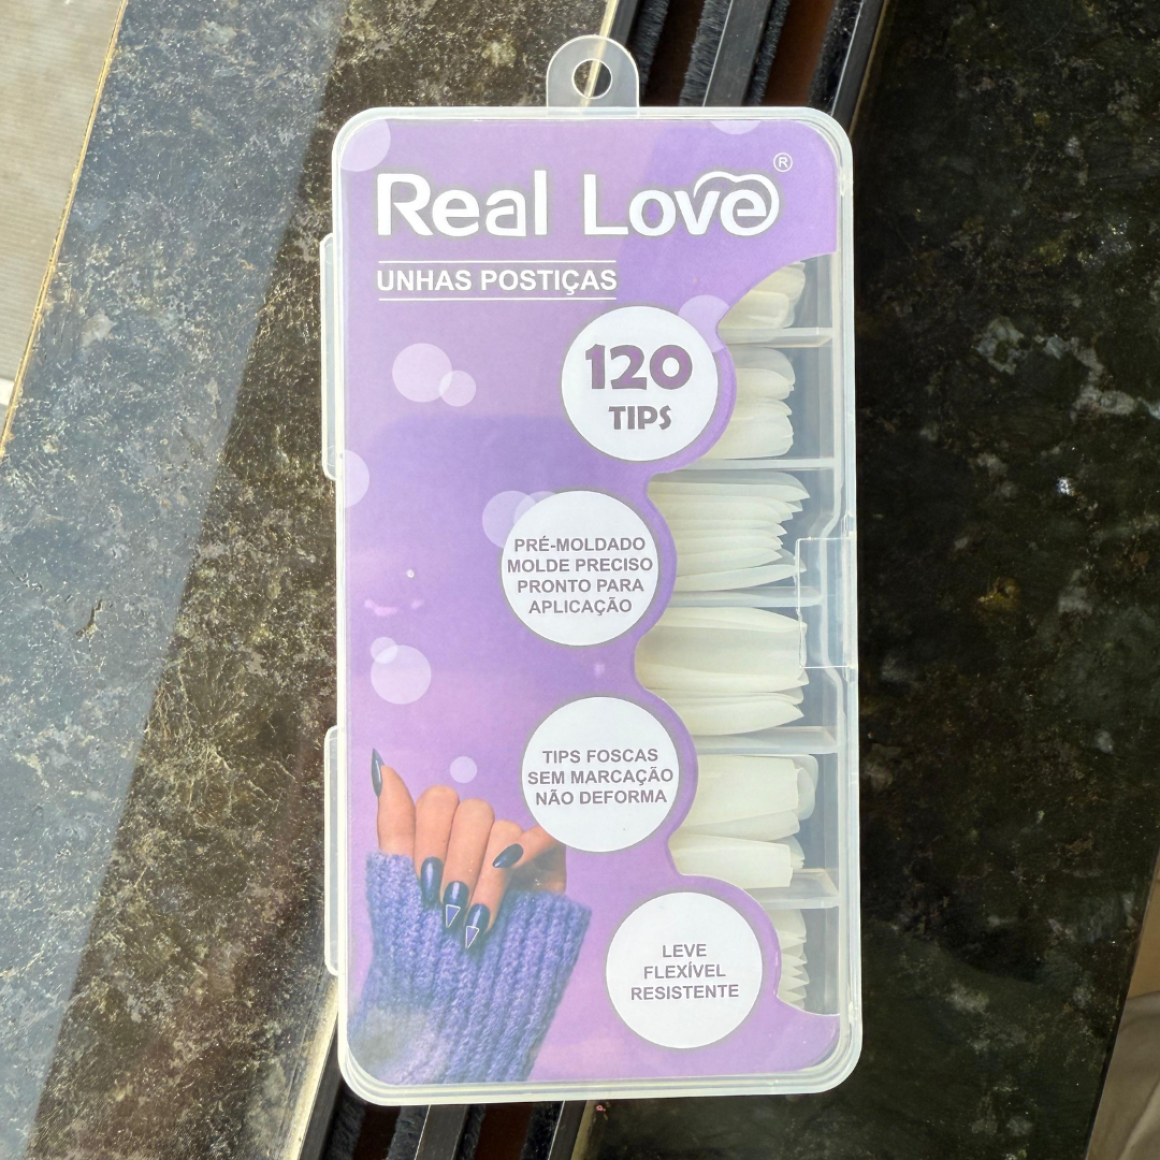 Real Love®
UNHAS POSTIÇAS
120
TIPS
PRÉ-MOLDADO
MOLDE PRECISO
PRONTO PARA
APLICAÇÃO
TIPS FOSCAS
SEM MARCAÇÃO
NÃO DEFORMA
LEVE
FLEXÍVEL
RESISTENTE